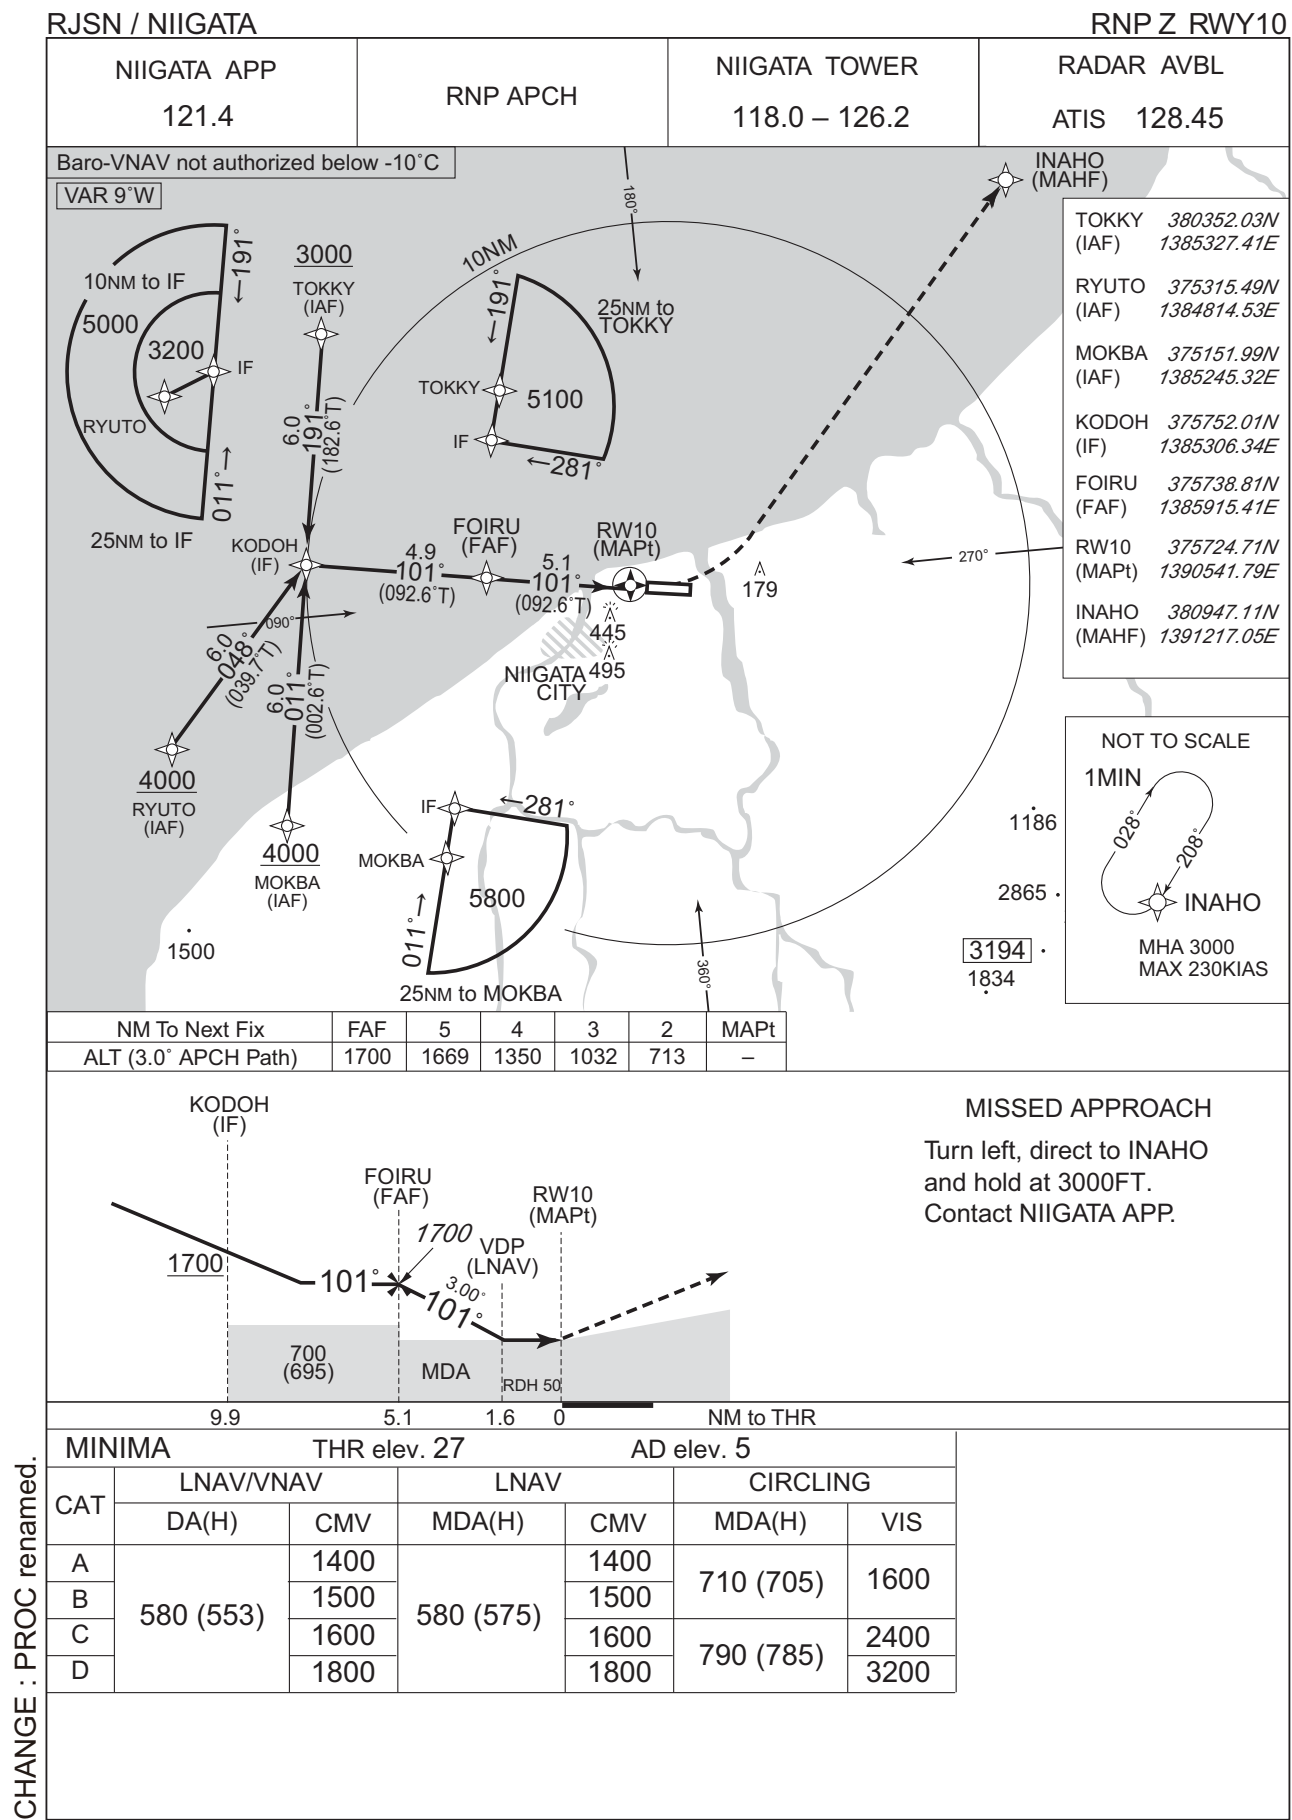 RJSN / NIIGATA
RNP Z RWY10
NIIGATA APP
121.4
RNP APCH
NIIGATA TOWER
118.0 – 126.2
RADAR AVBL
ATIS 128.45
Baro-VNAV not authorized below -10˚C
VAR 9˚W
10NM to IF
5000
3200
IF
RYUTO
←191˚
011˚→
25NM to IF
3000
TOKKY
(IAF)
6.0
191˚
(182.6˚T)
10NM
180˚
←191˚
25NM to
TOKKY
TOKKY
5100
IF
←281˚
INAHO
(MAHF)
TOKKY 380352.03N
(IAF) 1385327.41E
RYUTO 375315.49N
(IAF) 1384814.53E
MOKBA 375151.99N
(IAF) 1385245.32E
KODOH 375752.01N
(IF) 1385306.34E
FOIRU 375738.81N
(FAF) 1385915.41E
RW10 375724.71N
(MAPt) 1390541.79E
INAHO 380947.11N
(MAHF) 1391217.05E
KODOH
(IF)
4.9
101˚
(092.6˚T)
FOIRU
(FAF)
5.1
101˚
(092.6˚T)
RW10
(MAPt)
179
270˚
090˚
445
495
NIIGATA
CITY
6.0
048˚
(039.7˚T)
6.0
011˚
(002.6˚T)
4000
RYUTO
(IAF)
4000
MOKBA
(IAF)
1500
IF
←281˚
MOKBA
5800
011˚→
25NM to MOKBA
360˚
1186
2865
3194
1834
NOT TO SCALE
1MIN
028˚
208˚
INAHO
MHA 3000
MAX 230KIAS
NM To Next Fix FAF 5 4 3 2 MAPt
ALT (3.0˚ APCH Path) 1700 1669 1350 1032 713 –
KODOH
(IF)
FOIRU
(FAF)
RW10
(MAPt)
1700
1700
VDP
(LNAV)
101˚
3.00˚
101˚
700
(695)
MDA
RDH 50
9.9 5.1 1.6 0 NM to THR
MISSED APPROACH
Turn left, direct to INAHO
and hold at 3000FT.
Contact NIIGATA APP.
MINIMA THR elev. 27 AD elev. 5
CAT LNAV/VNAV LNAV CIRCLING
DA(H) CMV MDA(H) CMV MDA(H) VIS
A 580 (553) 1400 580 (575) 1400 710 (705) 1600
B 1500 1500
C 1600 1600 790 (785) 2400
D 1800 1800 3200
CHANGE : PROC renamed.